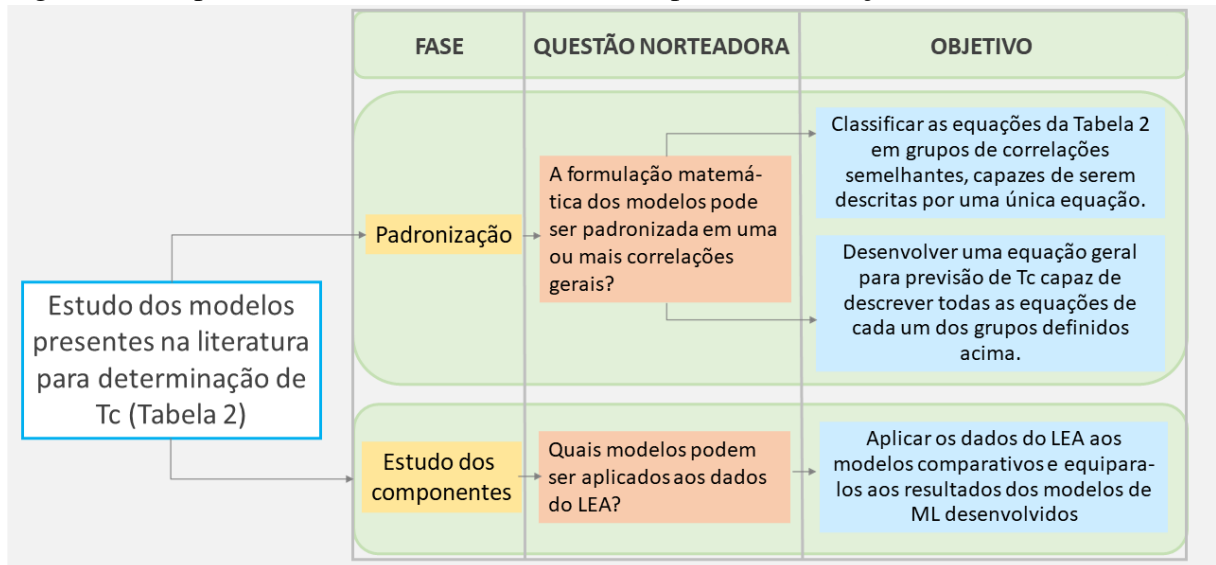 FASE
QUESTÃO NORTEADORA
OBJETIVO
Estudo dos modelos
presentes na literatura
para determinação de
Tc (Tabela 2)
Padronização
A formulação matemá-
tica dos modelos pode
ser padronizada em uma
ou mais correlações
gerais?
Classificar as equações da Tabela 2
em grupos de correlações
semelhantes, capazes de serem
descritas por uma única equação.
Desenvolver uma equação geral
para previsão de Tc capaz de
descrever todas as equações de
cada um dos grupos definidos
acima.
Estudo dos
componentes
Quais modelos podem
ser aplicados aos dados
do LEA?
Aplicar os dados do LEA aos
modelos comparativos e equipara-
los aos resultados dos modelos de
ML desenvolvidos